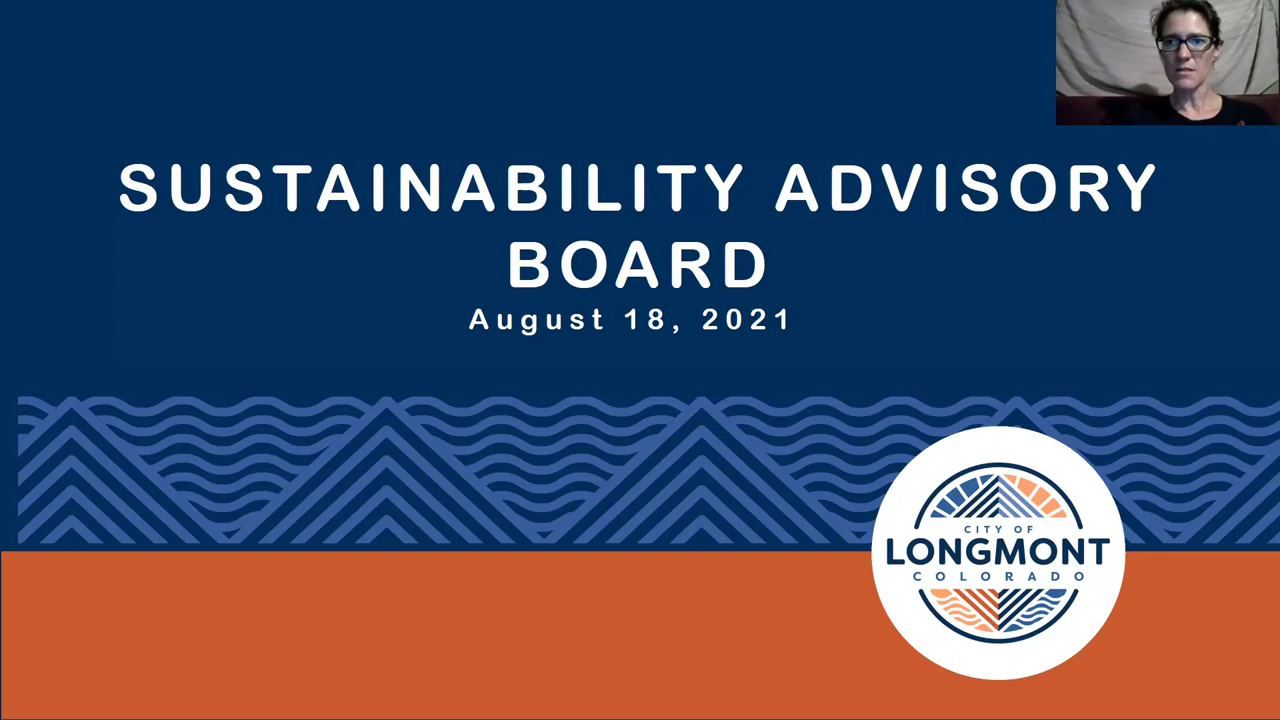 SUSTAINABILITY ADVISORY
BOARD
August 18, 2021
CITY OF
LONGMONT
COLORADO